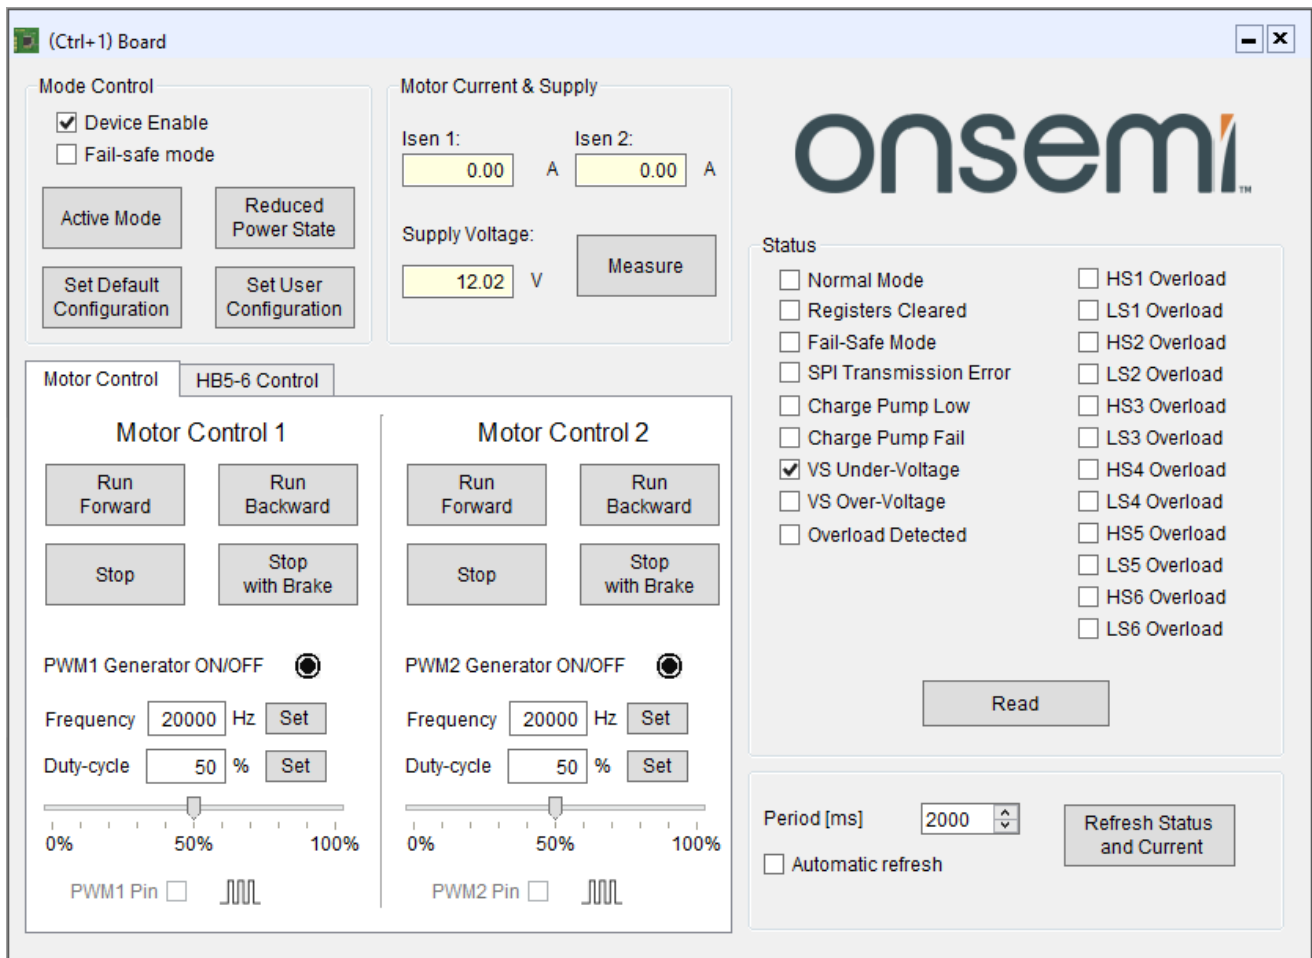 (Ctrl+1) Board
Mode Control
Device Enable
Fail-safe mode
Active Mode
Reduced
Power State
Set Default
Configuration
Set User
Configuration
Motor Current & Supply
Isen 1:
0.00 A
Isen 2:
0.00 A
Supply Voltage:
12.02 V
Measure
onsemi™
Motor Control
HB5-6 Control
Motor Control 1
Run
Forward
Run
Backward
Stop
Stop
with Brake
PWM1 Generator ON/OFF
Frequency 20000 Hz Set
Duty-cycle 50 % Set
0% 50% 100%
PWM1 Pin
Motor Control 2
Run
Forward
Run
Backward
Stop
Stop
with Brake
PWM2 Generator ON/OFF
Frequency 20000 Hz Set
Duty-cycle 50 % Set
0% 50% 100%
PWM2 Pin
Status
Normal Mode
Registers Cleared
Fail-Safe Mode
SPI Transmission Error
Charge Pump Low
Charge Pump Fail
VS Under-Voltage
VS Over-Voltage
Overload Detected
HS1 Overload
LS1 Overload
HS2 Overload
LS2 Overload
HS3 Overload
LS3 Overload
HS4 Overload
LS4 Overload
HS5 Overload
LS5 Overload
HS6 Overload
LS6 Overload
Read
Period [ms] 2000
Automatic refresh
Refresh Status
and Current